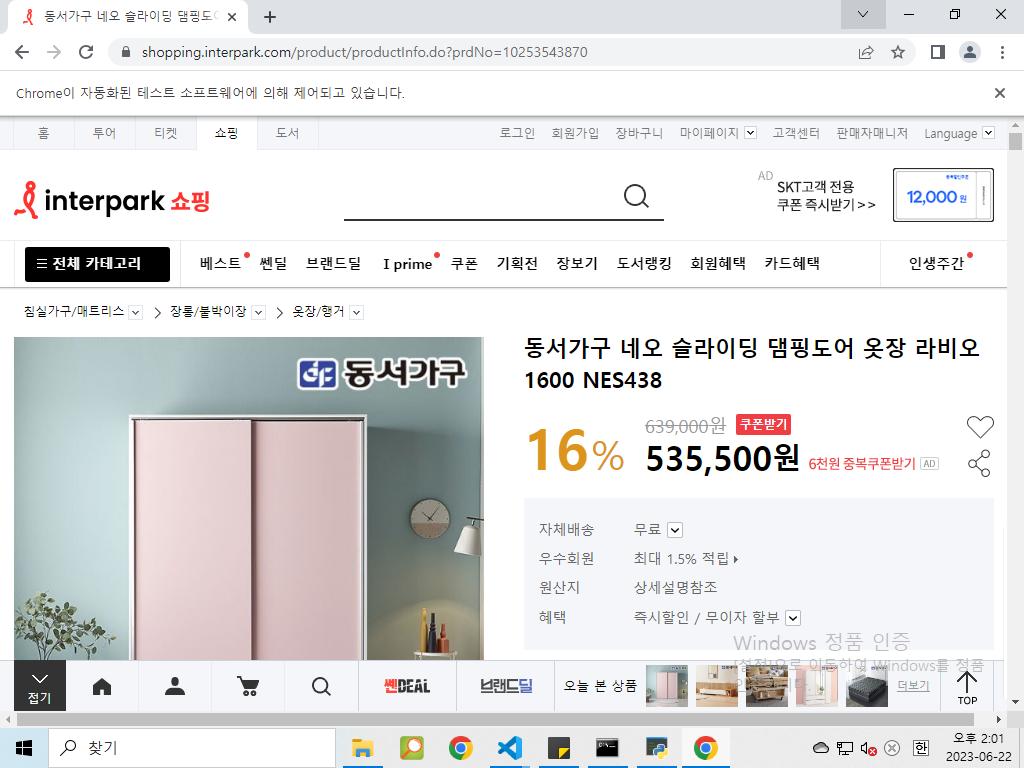 동서가구 네오 슬라이딩 댐핑도어
shopping.interpark.com/product/productInfo.do?prdNo=10253543870
Chrome이 자동화된 테스트 소프트웨어에 의해 제어되고 있습니다.
홈 투어 티켓 쇼핑 도서 로그인 회원가입 장바구니 마이페이지 고객센터 판매자매니저 Language
interpark 쇼핑
AD SKT고객 전용
쿠폰 즉시받기>>
12,000원
전체 카테고리 베스트 쎈딜 브랜드딜 I prime 쿠폰 기획전 장보기 도서랭킹 회원혜택 카드혜택 인생주간
침실가구/매트리스 장롱/붙박이장 옷장/행거
동서가구
동서가구 네오 슬라이딩 댐핑도어 옷장 라비오
1600 NES438
16% 639,000원 쿠폰받기
535,500원 6천원 중복쿠폰받기 AD
자체배송 무료
우수회원 최대 1.5% 적립
원산지 상세설명참조
혜택 즉시할인 / 무이자 할부
Windows 정품 인증
[설정]으로 이동하여 Windows를 정품
접기 쎈DEAL 브랜드딜 오늘 본 상품 더보기 TOP
찾기
한
오후 2:01
2023-06-22